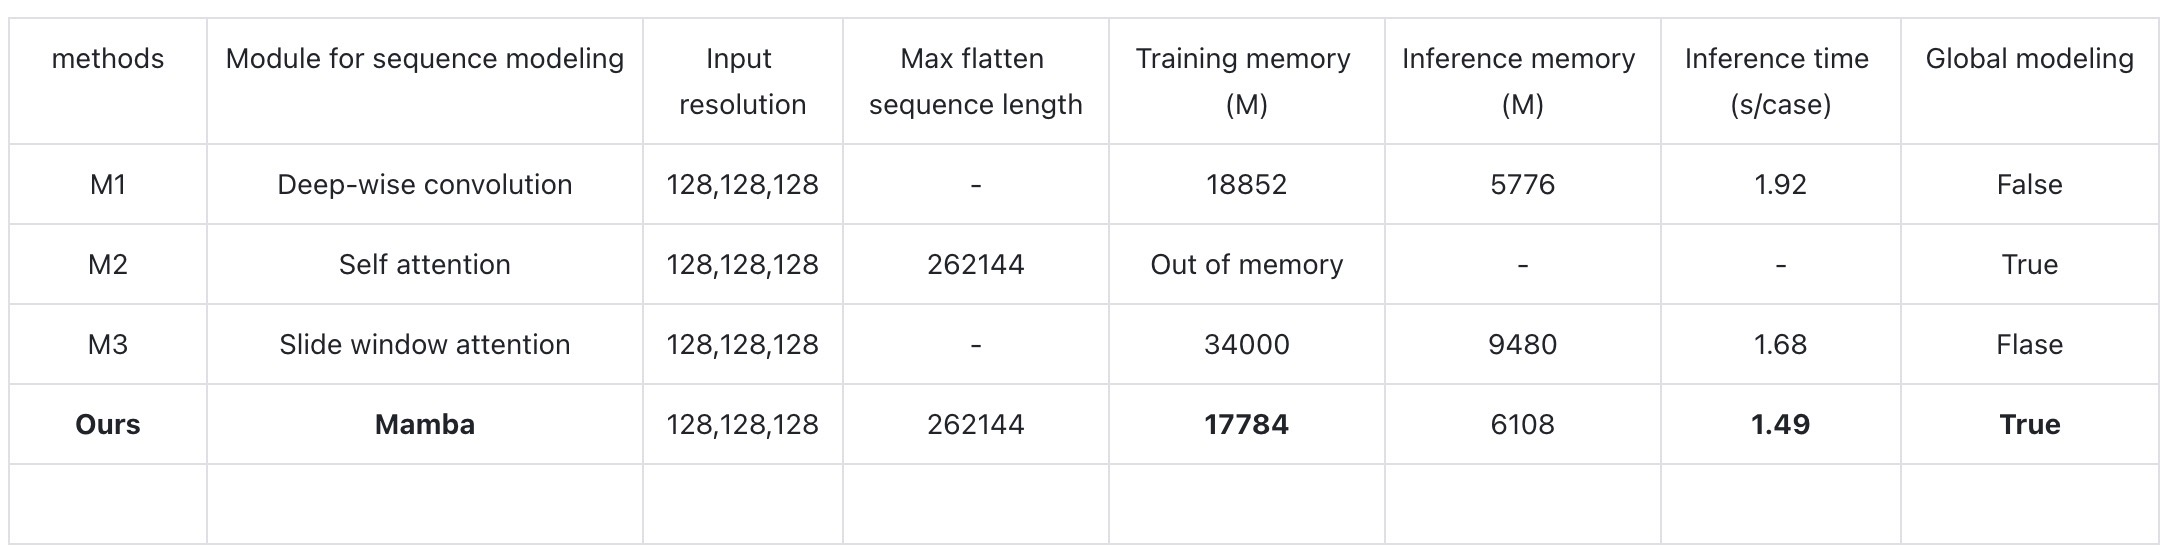 methods Module for sequence modeling Input resolution Max flatten sequence length Training memory (M) Inference memory (M) Inference time (s/case) Global modeling
M1 Deep-wise convolution 128,128,128 - 18852 5776 1.92 False
M2 Self attention 128,128,128 262144 Out of memory - - True
M3 Slide window attention 128,128,128 - 34000 9480 1.68 Flase
Ours Mamba 128,128,128 262144 17784 6108 1.49 True